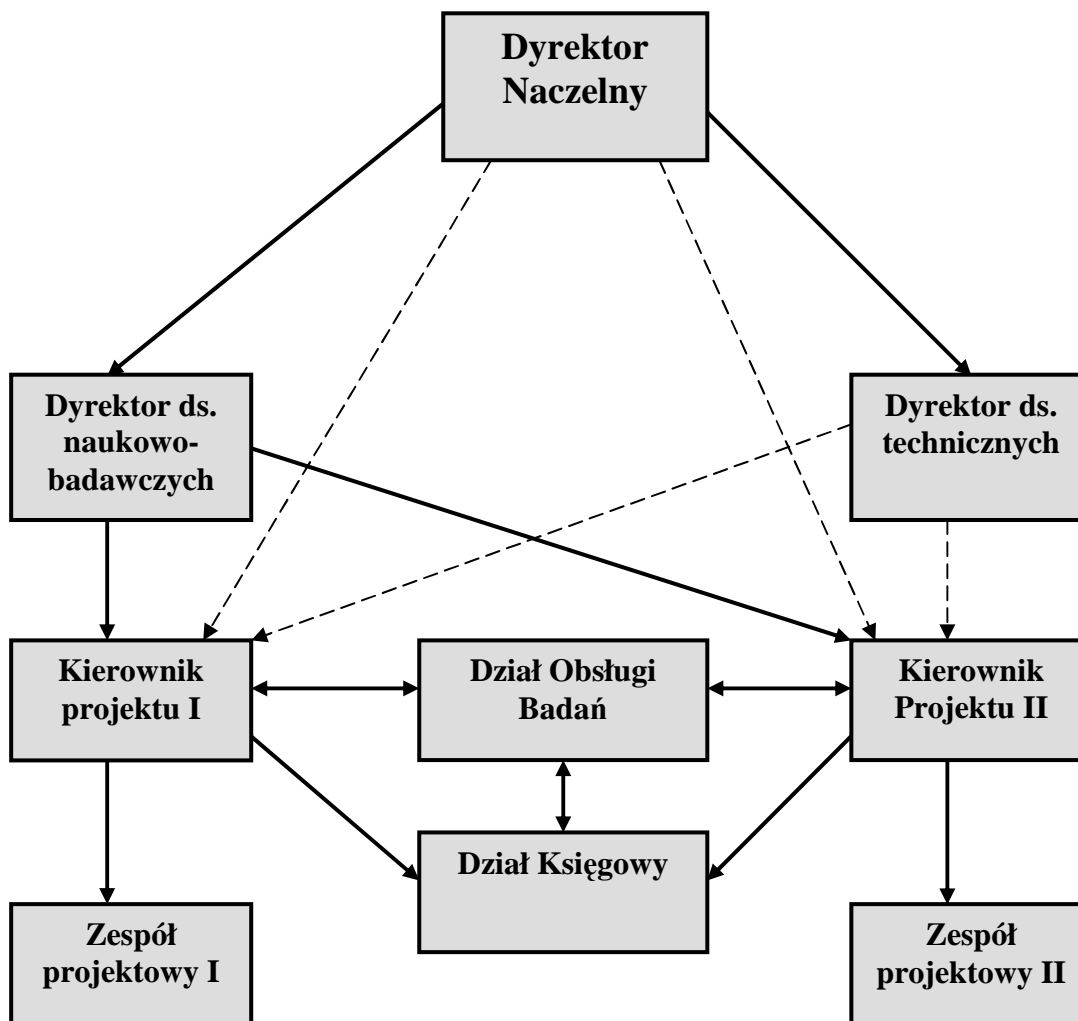 Dyrektor
Naczelny
Dyrektor ds.
naukowo-
badawczych
Dyrektor ds.
technicznych
Kierownik
projektu I
Dział Obsługi
Badań
Kierownik
Projektu II
Dział Księgowy
Zespół
projektowy I
Zespół
projektowy II